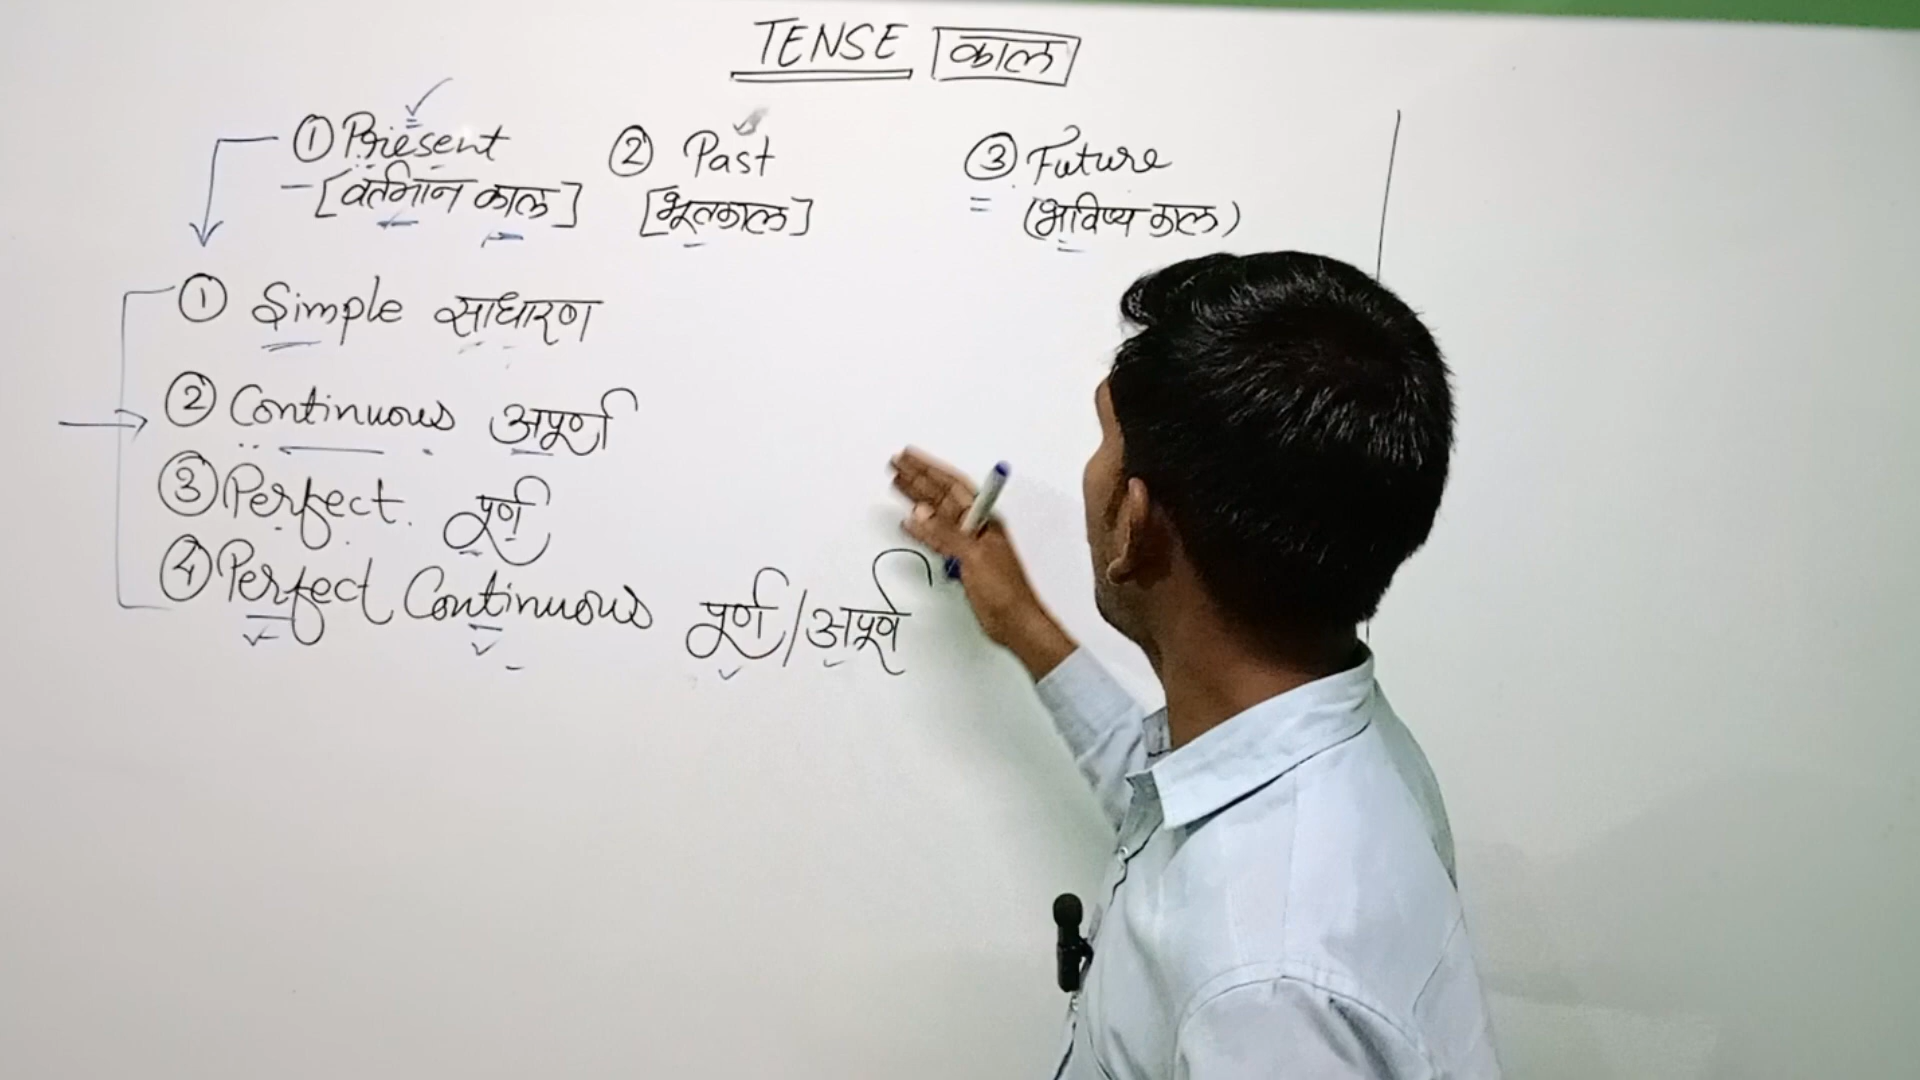 TENSE काल
① Present ② Past ③ Future
[वर्तमान काल] [भूतकाल] (भविष्य काल)
① Simple साधारण
② Continuous अपूर्ण
③ Perfect. पूर्ण
④ Perfect Continuous पूर्ण/अपूर्ण